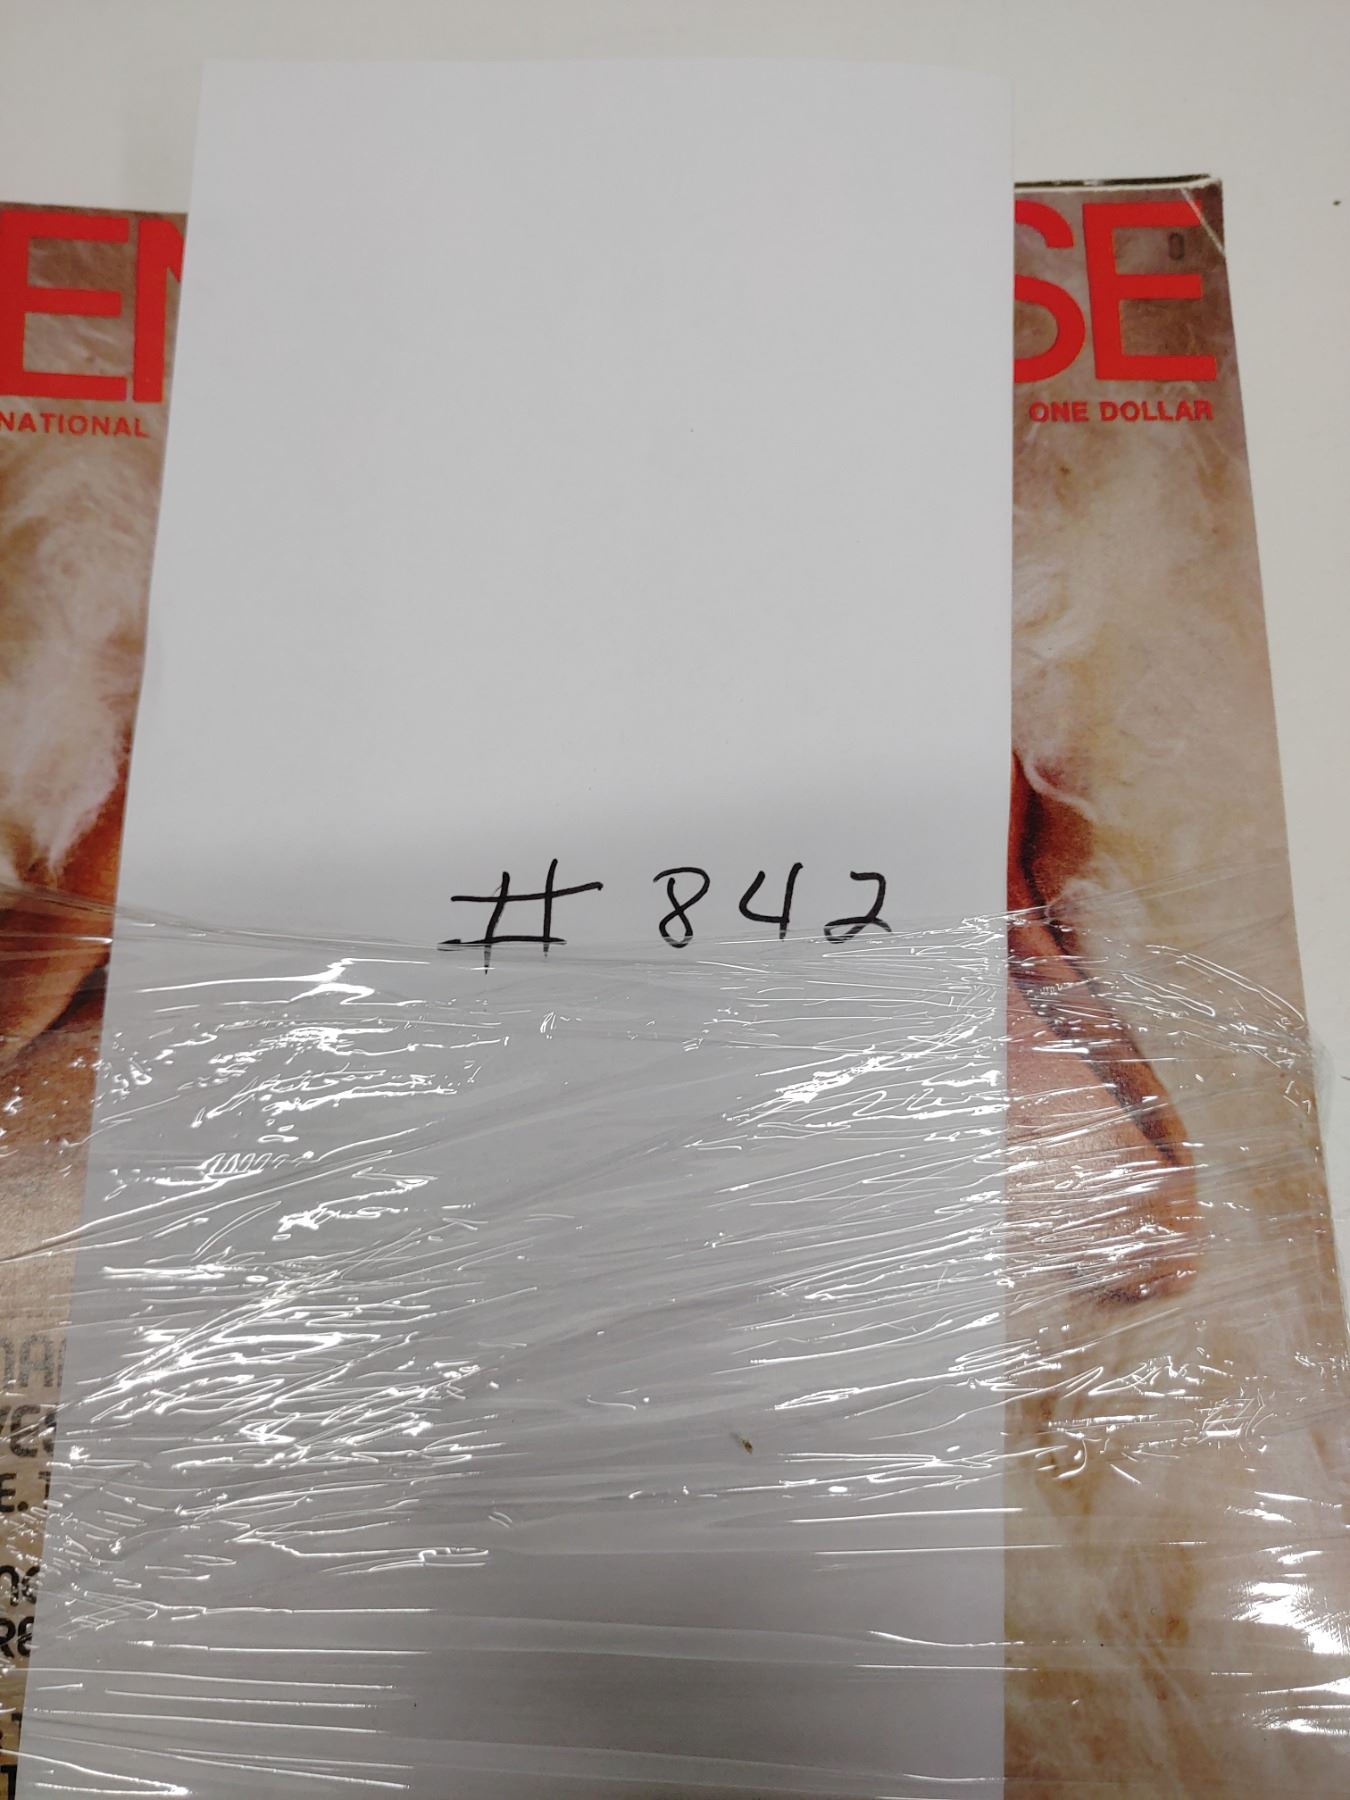 EN SE
NATIONAL ONE DOLLAR
# 842
E.